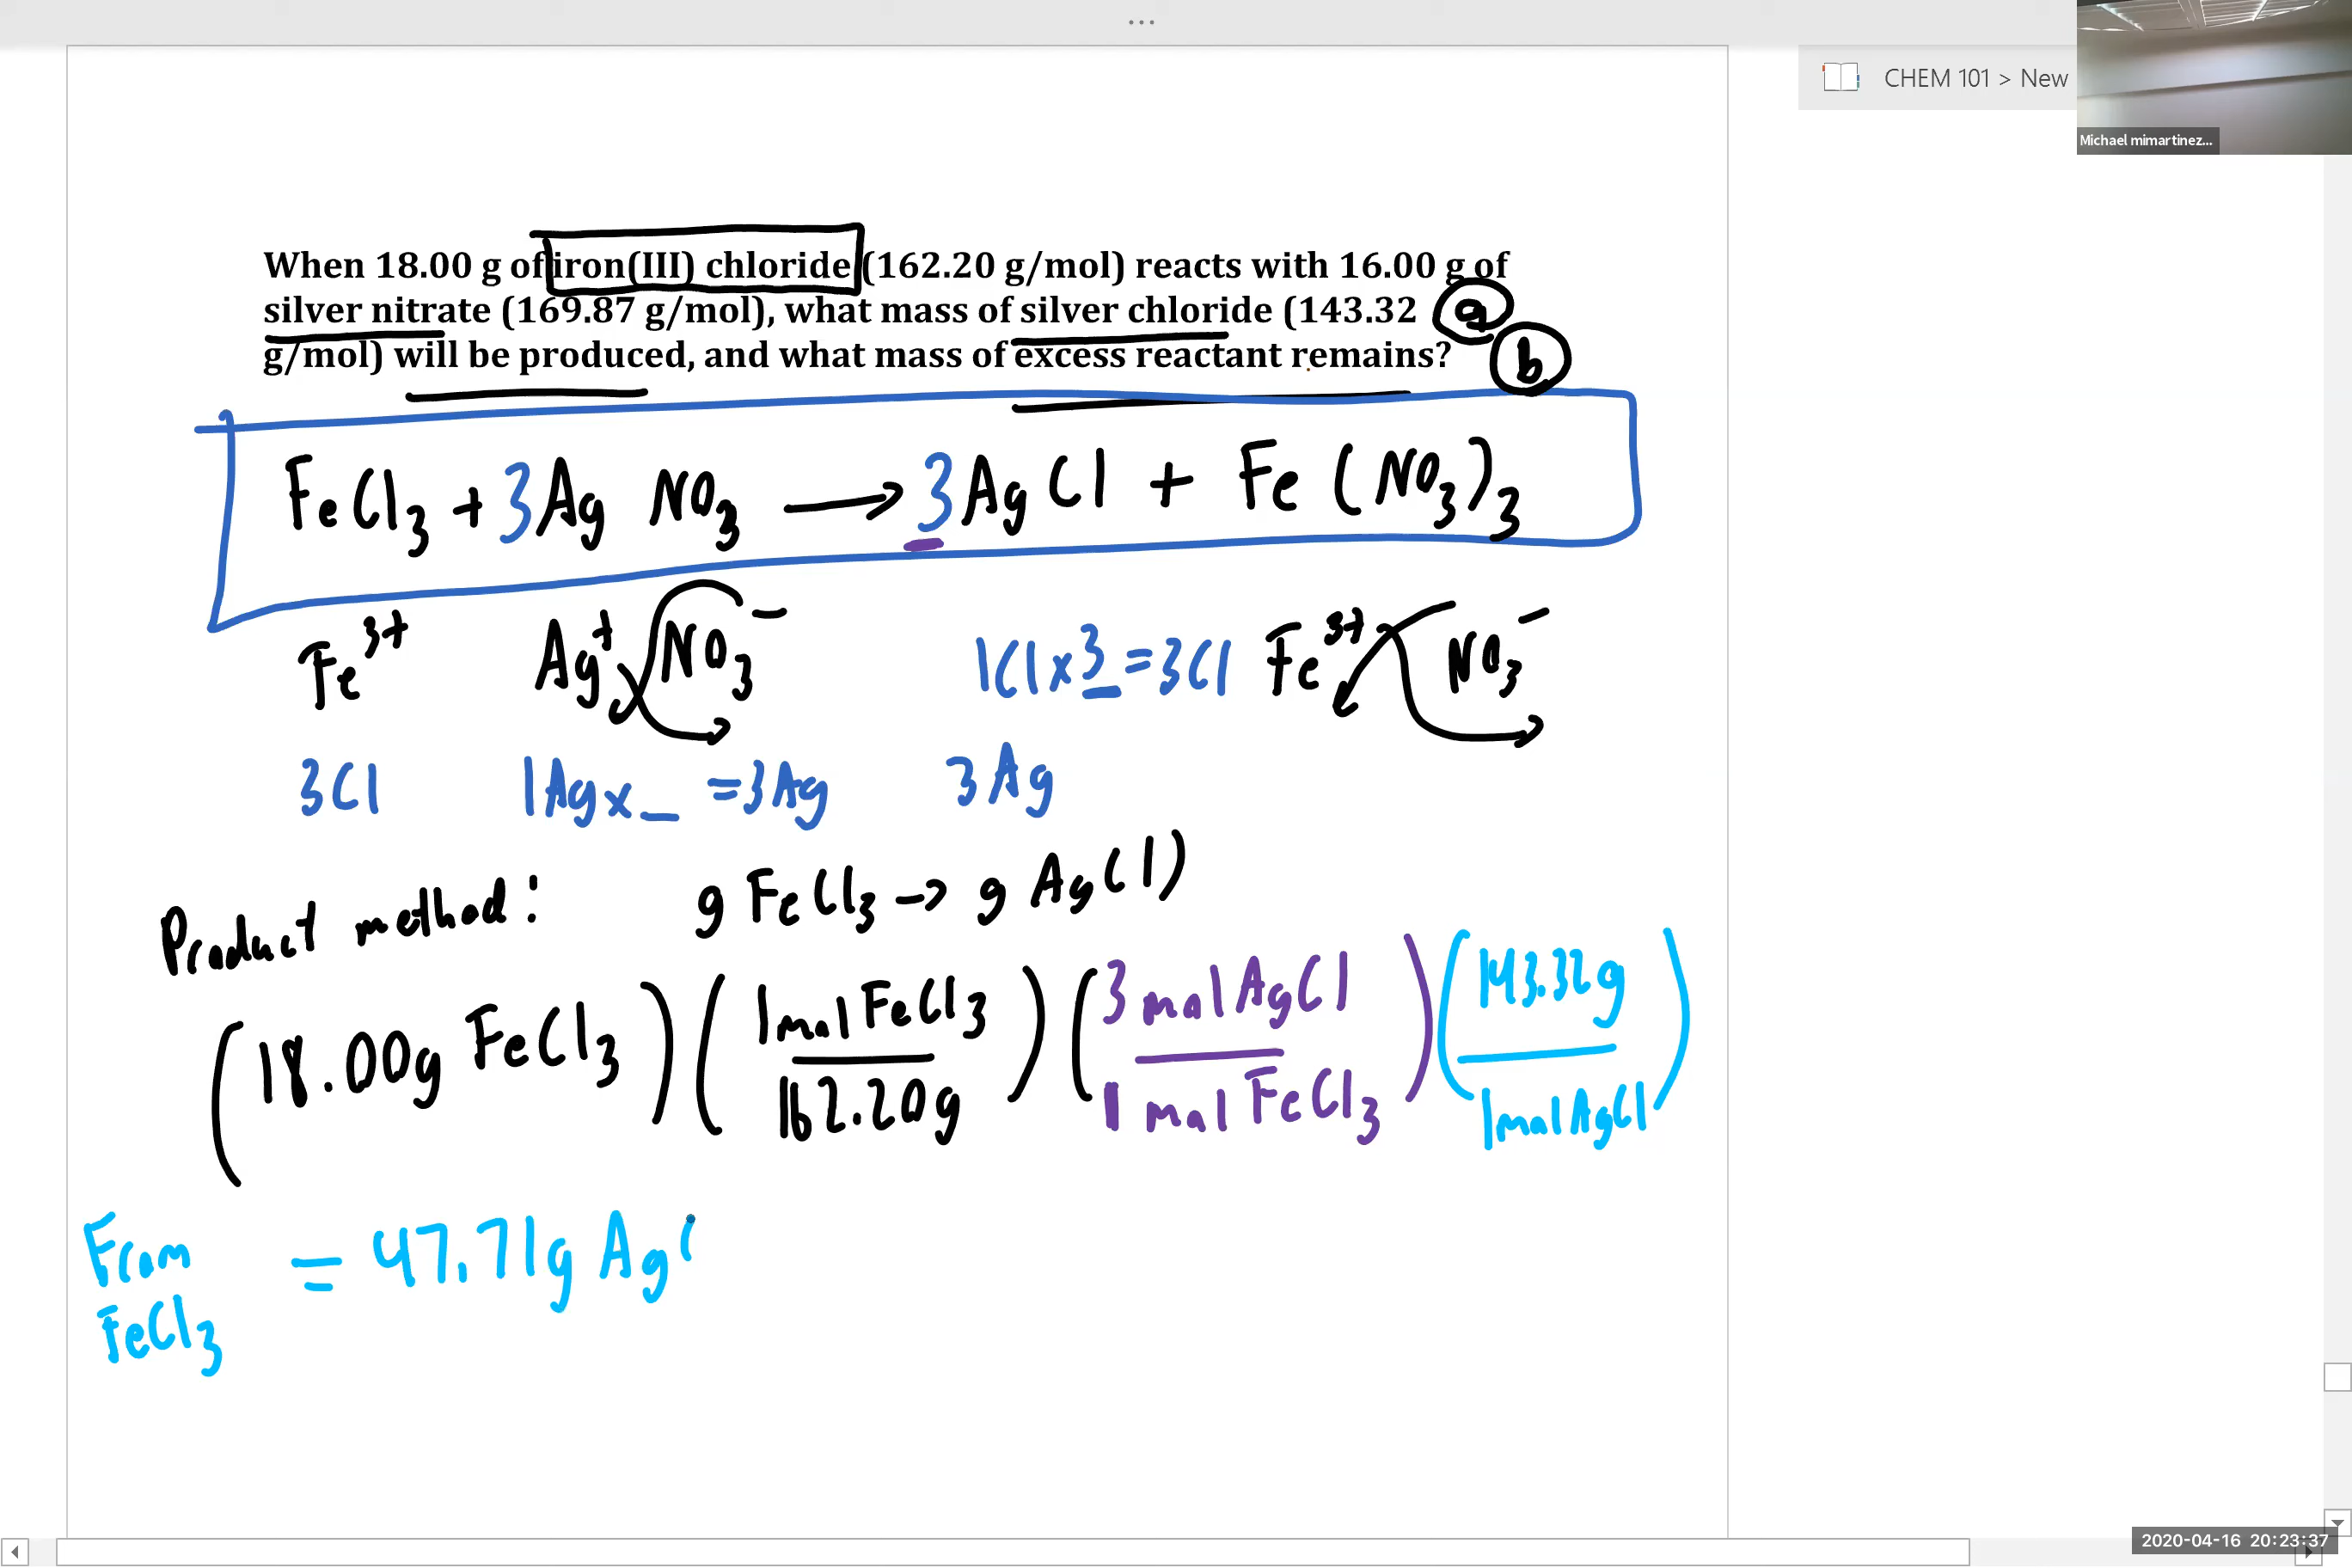 ...
CHEM 101 > New
Michael mimartinez...
When 18.00 g of iron(III) chloride (162.20 g/mol) reacts with 16.00 g of
silver nitrate (169.87 g/mol), what mass of silver chloride (143.32 a
g/mol) will be produced, and what mass of excess reactant remains? b
FeCl₃ + 3AgNO₃ → 3AgCl + Fe(NO₃)₃
Fe³⁺ Ag⁺ NO₃⁻ 1Cl x 3 = 3Cl Fe³⁺ NO₃⁻
3Cl 1Ag x _ = 3Ag 3Ag
Product method: g FeCl₃ → g AgCl)
(18.00g FeCl₃) (1 mol FeCl₃ / 162.20g) (3 mol AgCl / 1 mol FeCl₃) (143.32g / 1 mol AgCl)
From = 47.71g Ag(
FeCl₃
2020-04-16 20:23:37